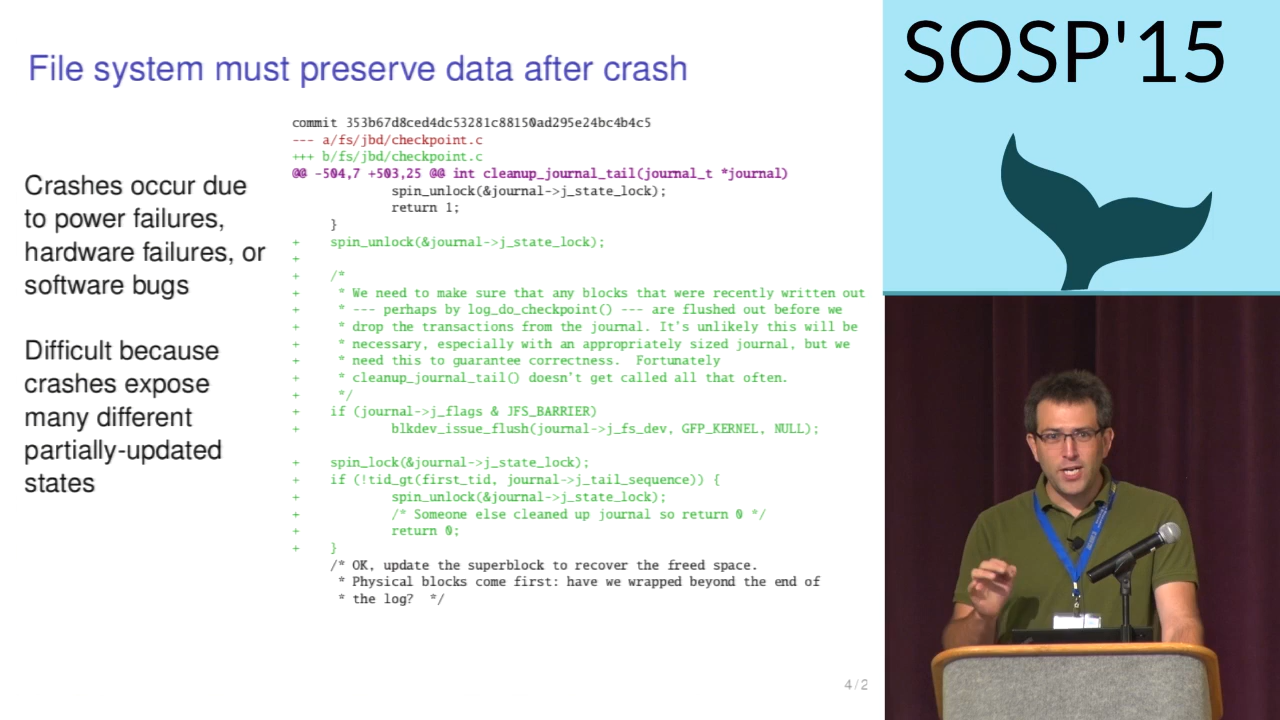 File system must preserve data after crash
Crashes occur due
to power failures,
hardware failures, or
software bugs
Difficult because
crashes expose
many different
partially-updated
states
commit 353b67d8ced4dc53281c88150ad295e24bc4b4c5
--- a/fs/jbd/checkpoint.c
+++ b/fs/jbd/checkpoint.c
@@ -504,7 +503,25 @@ int cleanup_journal_tail(journal_t *journal)
spin_unlock(&journal->j_state_lock);
return 1;
}
+ spin_unlock(&journal->j_state_lock);
+
+ /*
+ * We need to make sure that any blocks that were recently written out
+ * --- perhaps by log_do_checkpoint() --- are flushed out before we
+ * drop the transactions from the journal. It's unlikely this will be
+ * necessary, especially with an appropriately sized journal, but we
+ * need this to guarantee correctness.  Fortunately
+ * cleanup_journal_tail() doesn't get called all that often.
+ */
+ if (journal->j_flags & JFS_BARRIER)
+ blkdev_issue_flush(journal->j_fs_dev, GFP_KERNEL, NULL);
+ spin_lock(&journal->j_state_lock);
+ if (!tid_gt(first_tid, journal->j_tail_sequence)) {
+ spin_unlock(&journal->j_state_lock);
+ /* Someone else cleaned up journal so return 0 */
+ return 0;
+ }
/* OK, update the superblock to recover the freed space.
* Physical blocks come first: have we wrapped beyond the end of
* the log?  */
4 / 2
SOSP'15